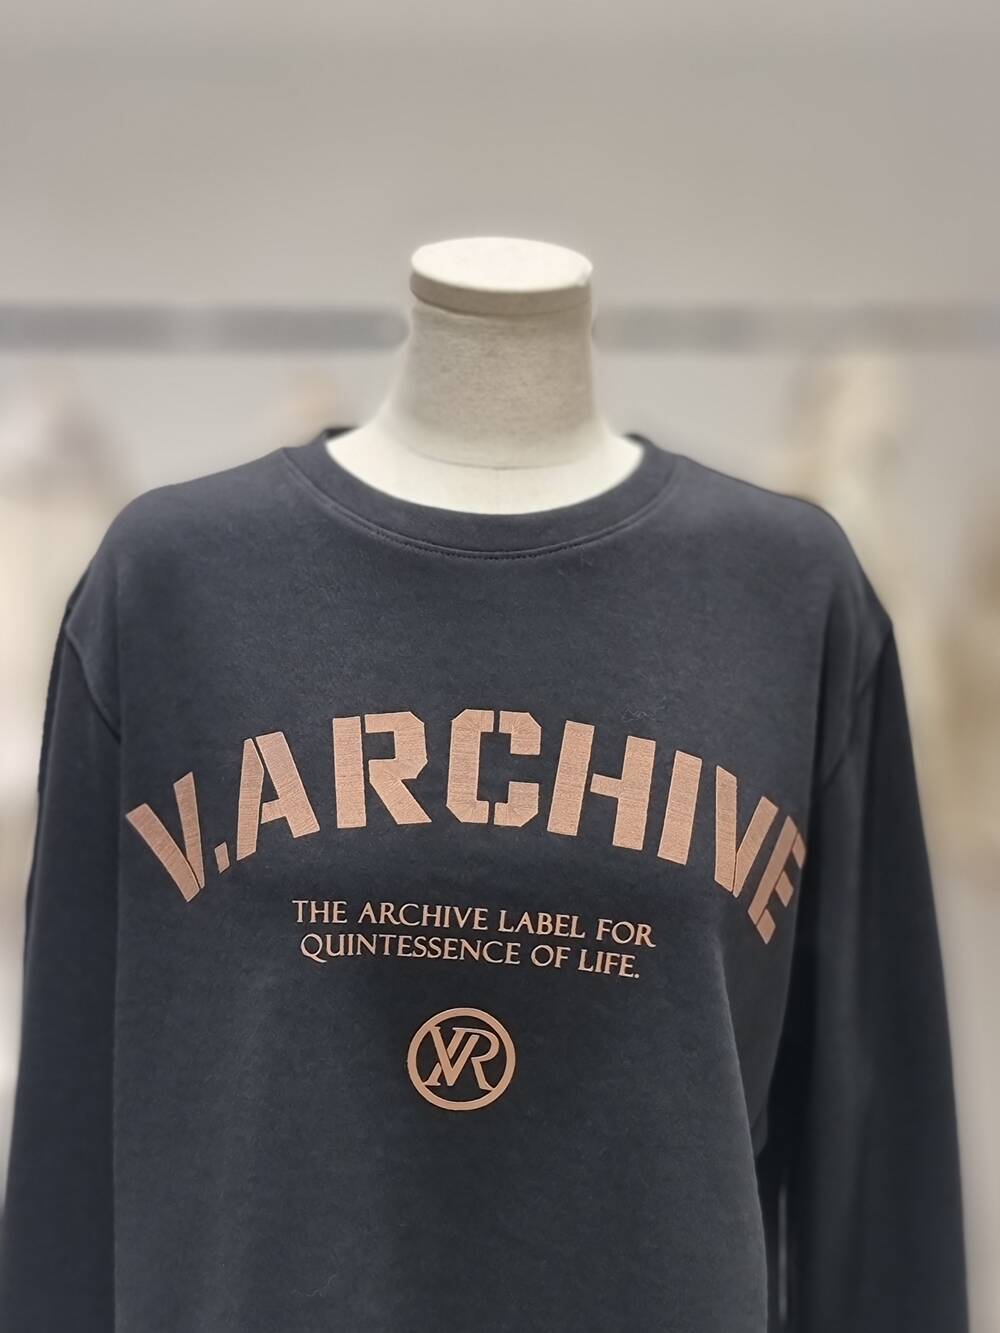 V.ARCHIVE
THE ARCHIVE LABEL FOR
QUINTESSENCE OF LIFE.
VR